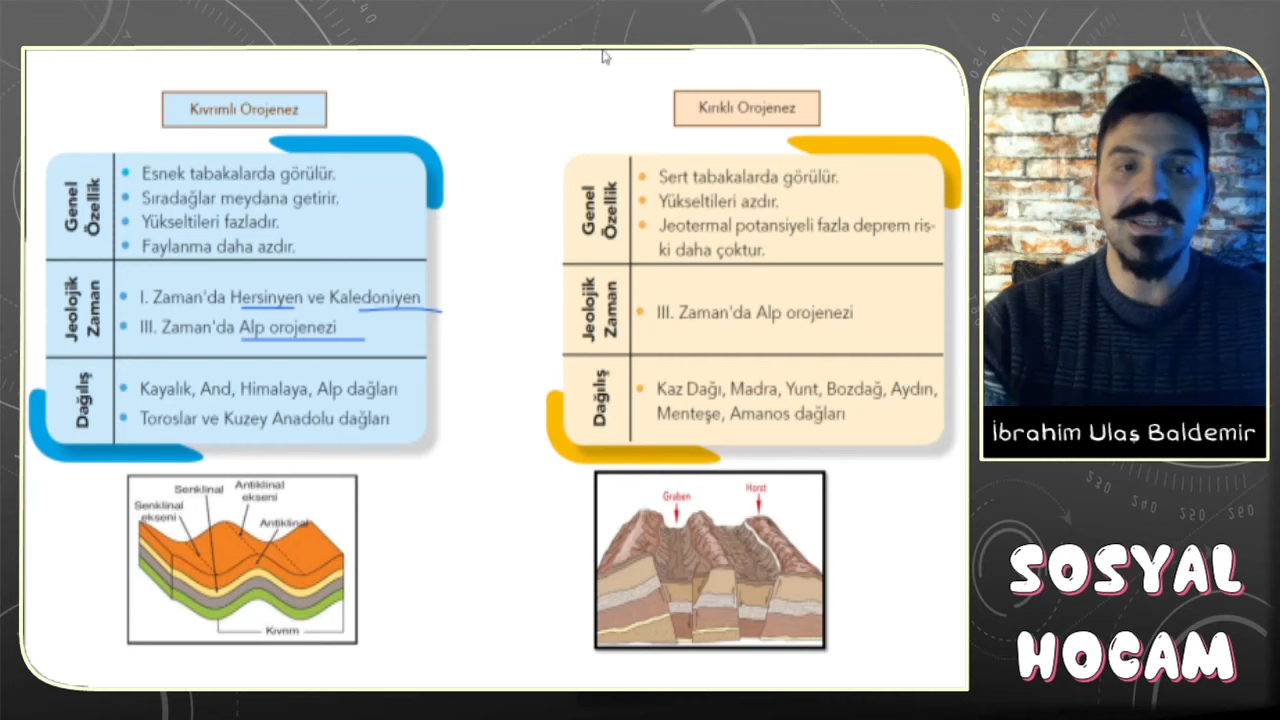 Kıvrımlı Orojenez
Genel
Özellik
Esnek tabakalarda görülür.
Sıradağlar meydana getirir.
Yükseltileri fazladır.
Faylanma daha azdır.
Jeolojik
Zaman
I. Zaman'da Hersinyen ve Kaledoniyen
III. Zaman'da Alp orojenezi
Dağılış
Kayalık, And, Himalaya, Alp dağları
Toroslar ve Kuzey Anadolu dağları
Senklinal
Antiklinal
ekseni
Senklinal
ekseni
Antiklinal
Kıvrım
Kırıklı Orojenez
Genel
Özellik
Sert tabakalarda görülür.
Yükseltileri azdır.
Jeotermal potansiyeli fazla deprem ris-
ki daha çoktur.
Jeolojik
Zaman
III. Zaman'da Alp orojenezi
Dağılış
Kaz Dağı, Madra, Yunt, Bozdağ, Aydın,
Menteşe, Amanos dağları
Graben
Horst
İbrahim Ulaş Baldemir
SOSYAL
HOCAM